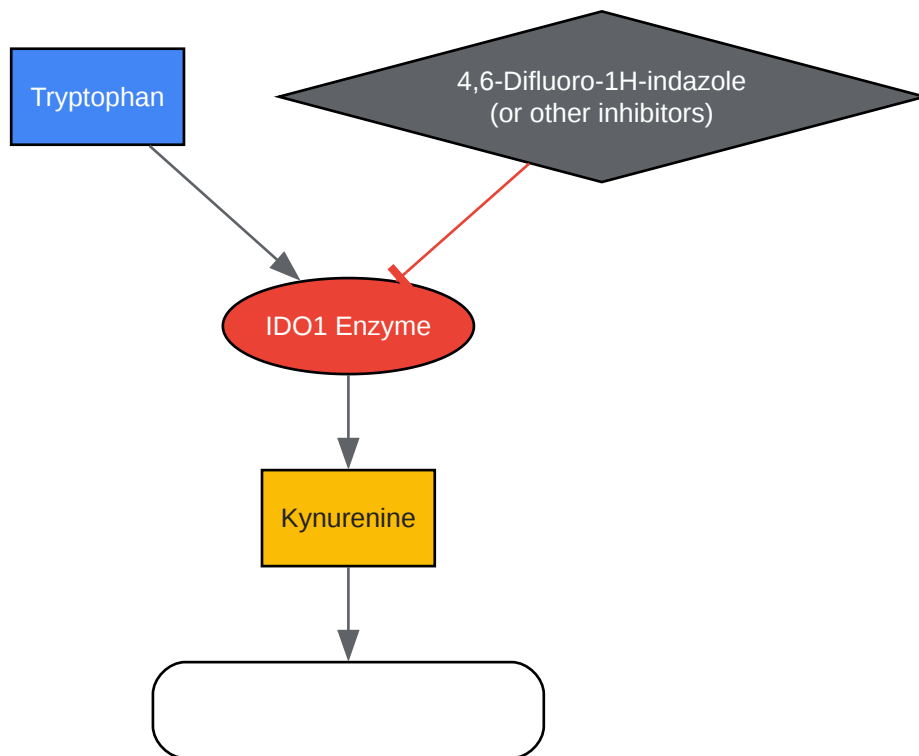 Tryptophan
4,6-Difluoro-1H-indazole
(or other inhibitors)
IDO1 Enzyme
Kynurenine